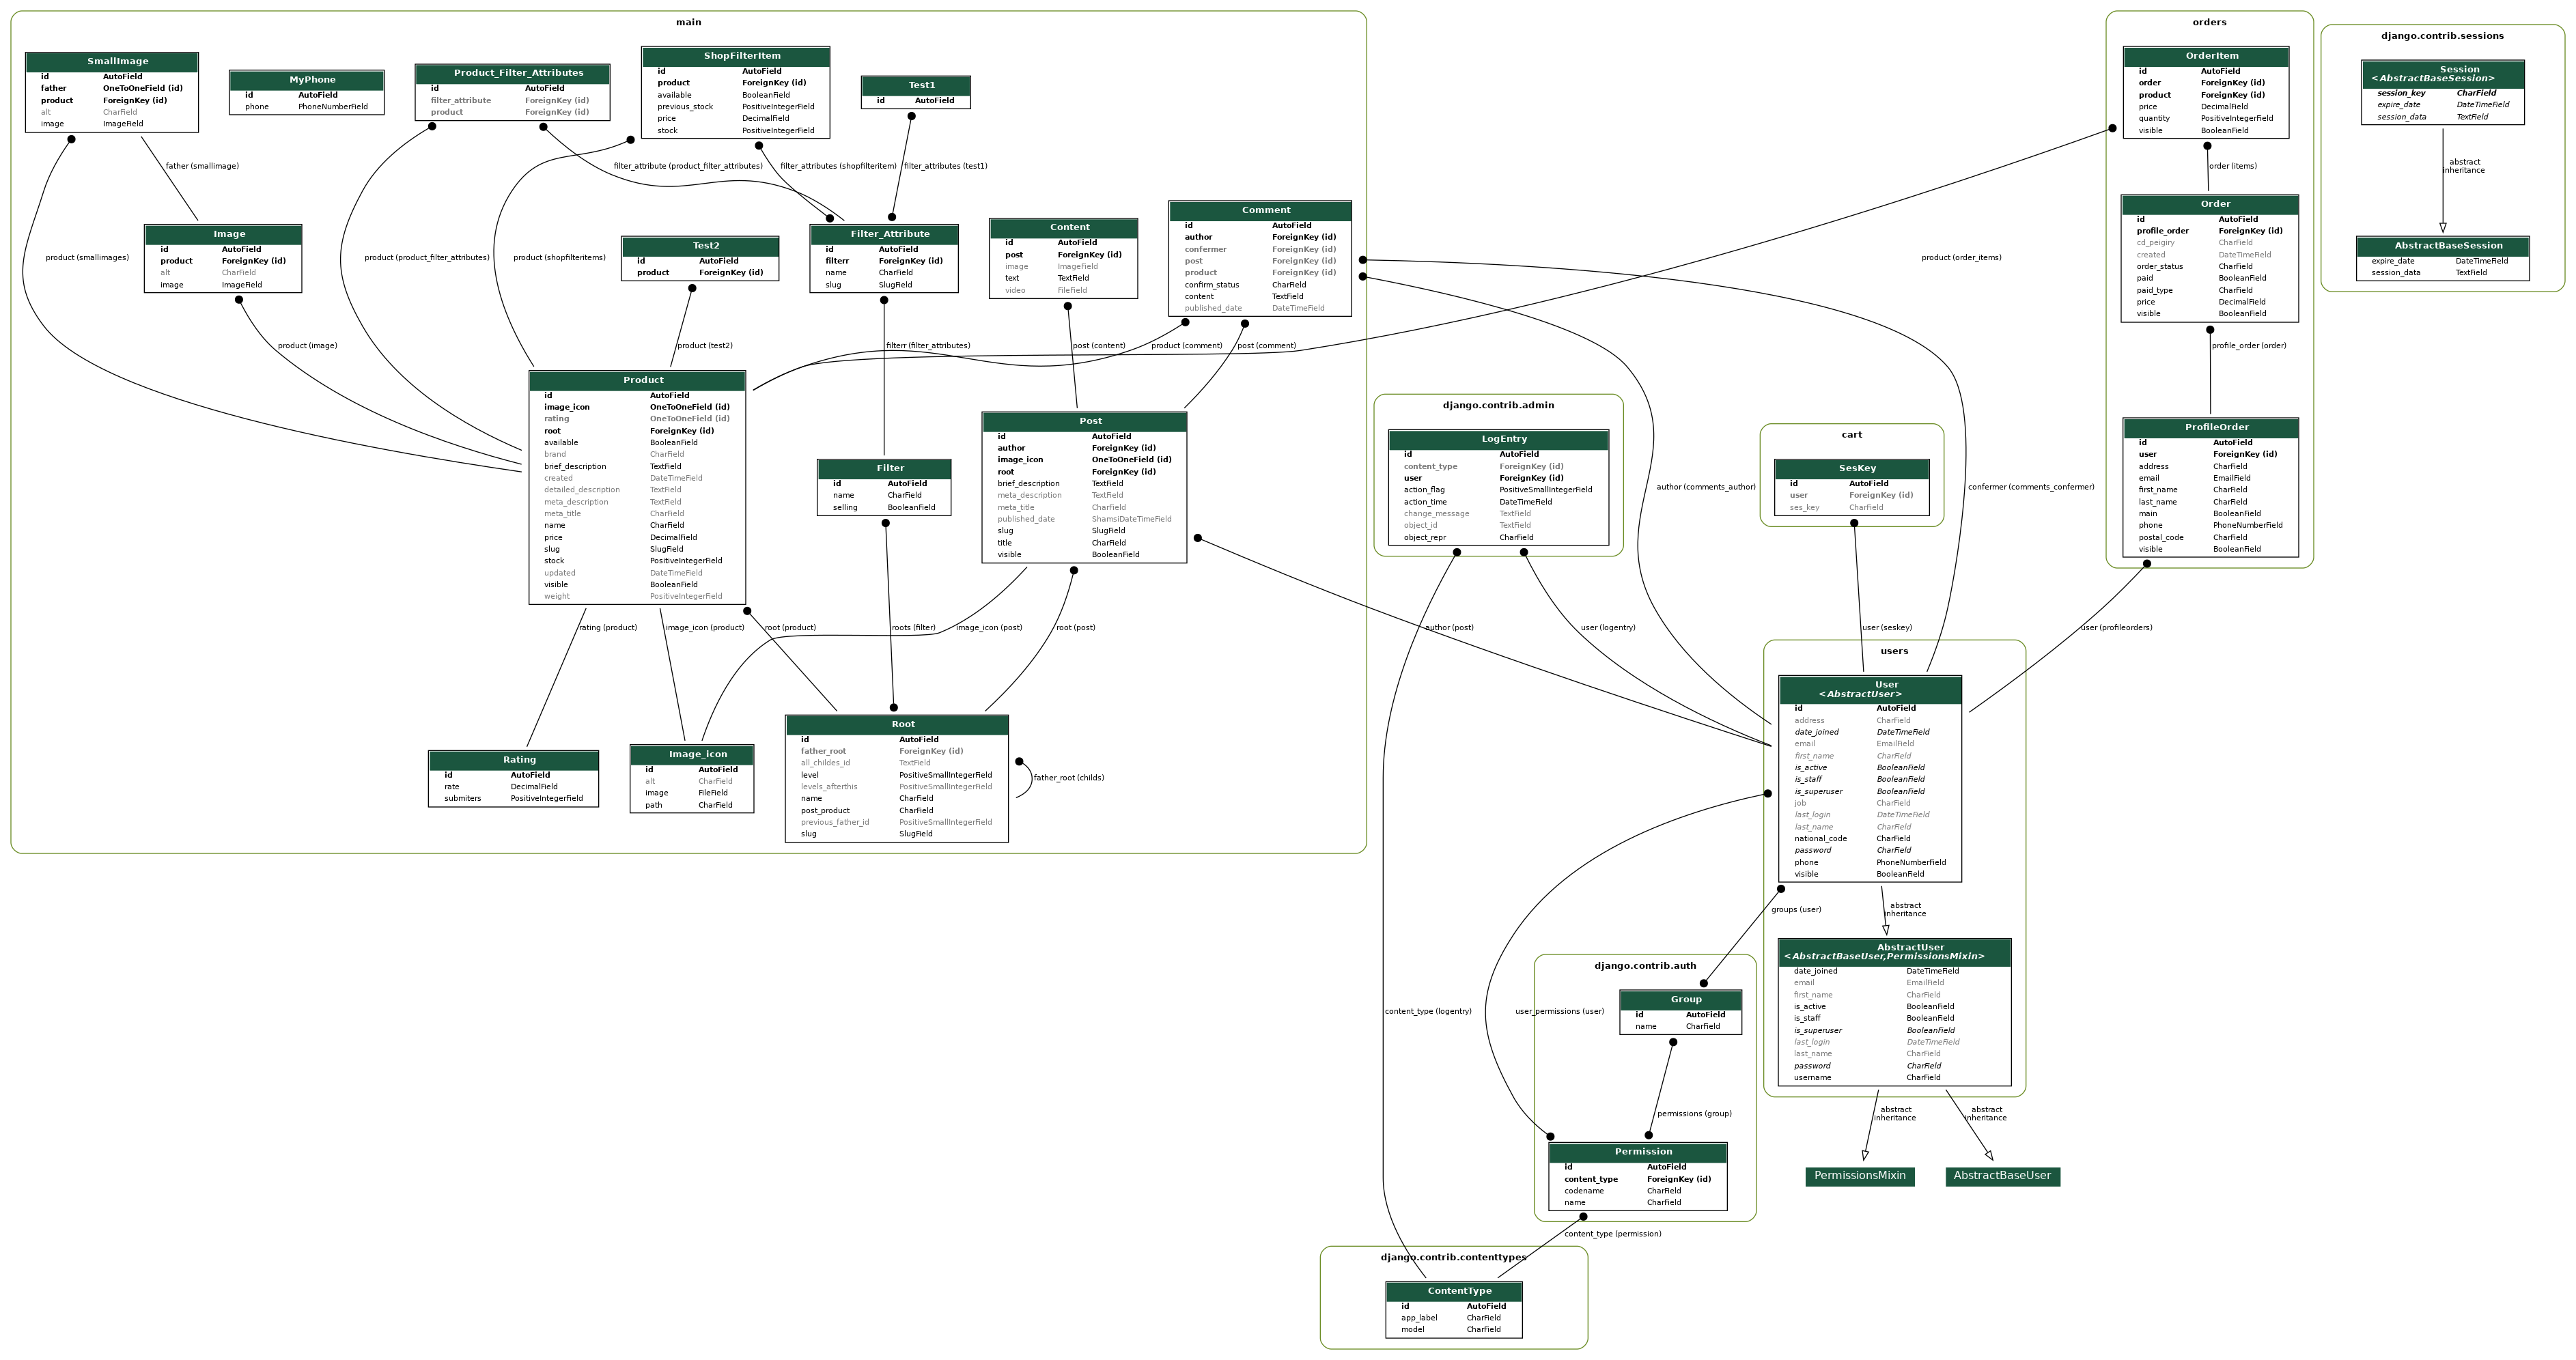 main
SmallImage
id AutoField
father OneToOneField (id)
product ForeignKey (id)
alt CharField
image ImageField
MyPhone
id AutoField
phone PhoneNumberField
Product_Filter_Attributes
id AutoField
filter_attribute ForeignKey (id)
product ForeignKey (id)
ShopFilterItem
id AutoField
product ForeignKey (id)
available BooleanField
previous_stock PositiveIntegerField
price DecimalField
stock PositiveIntegerField
Test1
id AutoField
father (smallimage)
filter_attribute (product_filter_attributes)
filter_attributes (shopfilteritem)
filter_attributes (test1)
Image
id AutoField
product ForeignKey (id)
alt CharField
image ImageField
Test2
id AutoField
product ForeignKey (id)
Filter_Attribute
id AutoField
filterr ForeignKey (id)
name CharField
slug SlugField
Content
id AutoField
post ForeignKey (id)
image ImageField
text TextField
video FileField
Comment
id AutoField
author ForeignKey (id)
confermer ForeignKey (id)
post ForeignKey (id)
product ForeignKey (id)
confirm_status CharField
content TextField
published_date DateTimeField
product (smallimages)
product (product_filter_attributes)
product (shopfilteritems)
product (image)
product (test2)
filterr (filter_attributes)
post (content)
product (comment)
post (comment)
Product
id AutoField
image_icon OneToOneField (id)
rating OneToOneField (id)
root ForeignKey (id)
available BooleanField
brand CharField
brief_description TextField
created DateTimeField
detailed_description TextField
meta_description TextField
meta_title CharField
name CharField
price DecimalField
slug SlugField
stock PositiveIntegerField
updated DateTimeField
visible BooleanField
weight PositiveIntegerField
Filter
id AutoField
name CharField
selling BooleanField
Post
id AutoField
author ForeignKey (id)
image_icon OneToOneField (id)
root ForeignKey (id)
brief_description TextField
meta_description TextField
meta_title CharField
published_date ShamsiDateTimeField
slug SlugField
title CharField
visible BooleanField
rating (product)
image_icon (product)
root (product)
roots (filter)
image_icon (post)
root (post)
Rating
id AutoField
rate DecimalField
submiters PositiveIntegerField
Image_icon
id AutoField
alt CharField
image FileField
path CharField
Root
id AutoField
father_root ForeignKey (id)
all_childes_id TextField
level PositiveSmallIntegerField
levels_afterthis PositiveSmallIntegerField
name CharField
post_product CharField
previous_father_id PositiveSmallIntegerField
slug SlugField
father_root (childs)
django.contrib.admin
LogEntry
id AutoField
content_type ForeignKey (id)
user ForeignKey (id)
action_flag PositiveSmallIntegerField
action_time DateTimeField
change_message TextField
object_id TextField
object_repr CharField
author (post)
user (logentry)
author (comments_author)
cart
SesKey
id AutoField
user ForeignKey (id)
ses_key CharField
user (seskey)
confermer (comments_confermer)
product (order_items)
orders
OrderItem
id AutoField
order ForeignKey (id)
product ForeignKey (id)
price DecimalField
quantity PositiveIntegerField
visible BooleanField
order (items)
Order
id AutoField
profile_order ForeignKey (id)
cd_peigiry CharField
created DateTimeField
order_status CharField
paid BooleanField
paid_type CharField
price DecimalField
visible BooleanField
profile_order (order)
ProfileOrder
id AutoField
user ForeignKey (id)
address CharField
email EmailField
first_name CharField
last_name CharField
main BooleanField
phone PhoneNumberField
postal_code CharField
visible BooleanField
user (profileorders)
django.contrib.sessions
Session
<AbstractBaseSession>
session_key CharField
expire_date DateTimeField
session_data TextField
abstract
inheritance
AbstractBaseSession
expire_date DateTimeField
session_data TextField
users
User
<AbstractUser>
id AutoField
address CharField
date_joined DateTimeField
email EmailField
first_name CharField
is_active BooleanField
is_staff BooleanField
is_superuser BooleanField
job CharField
last_login DateTimeField
last_name CharField
national_code CharField
password CharField
phone PhoneNumberField
visible BooleanField
groups (user)
abstract
inheritance
AbstractUser
<AbstractBaseUser,PermissionsMixin>
date_joined DateTimeField
email EmailField
first_name CharField
is_active BooleanField
is_staff BooleanField
is_superuser BooleanField
last_login DateTimeField
last_name CharField
password CharField
username CharField
abstract
inheritance
abstract
inheritance
PermissionsMixin
AbstractBaseUser
content_type (logentry)
user_permissions (user)
django.contrib.auth
Group
id AutoField
name CharField
permissions (group)
Permission
id AutoField
content_type ForeignKey (id)
codename CharField
name CharField
content_type (permission)
django.contrib.contenttypes
ContentType
id AutoField
app_label CharField
model CharField